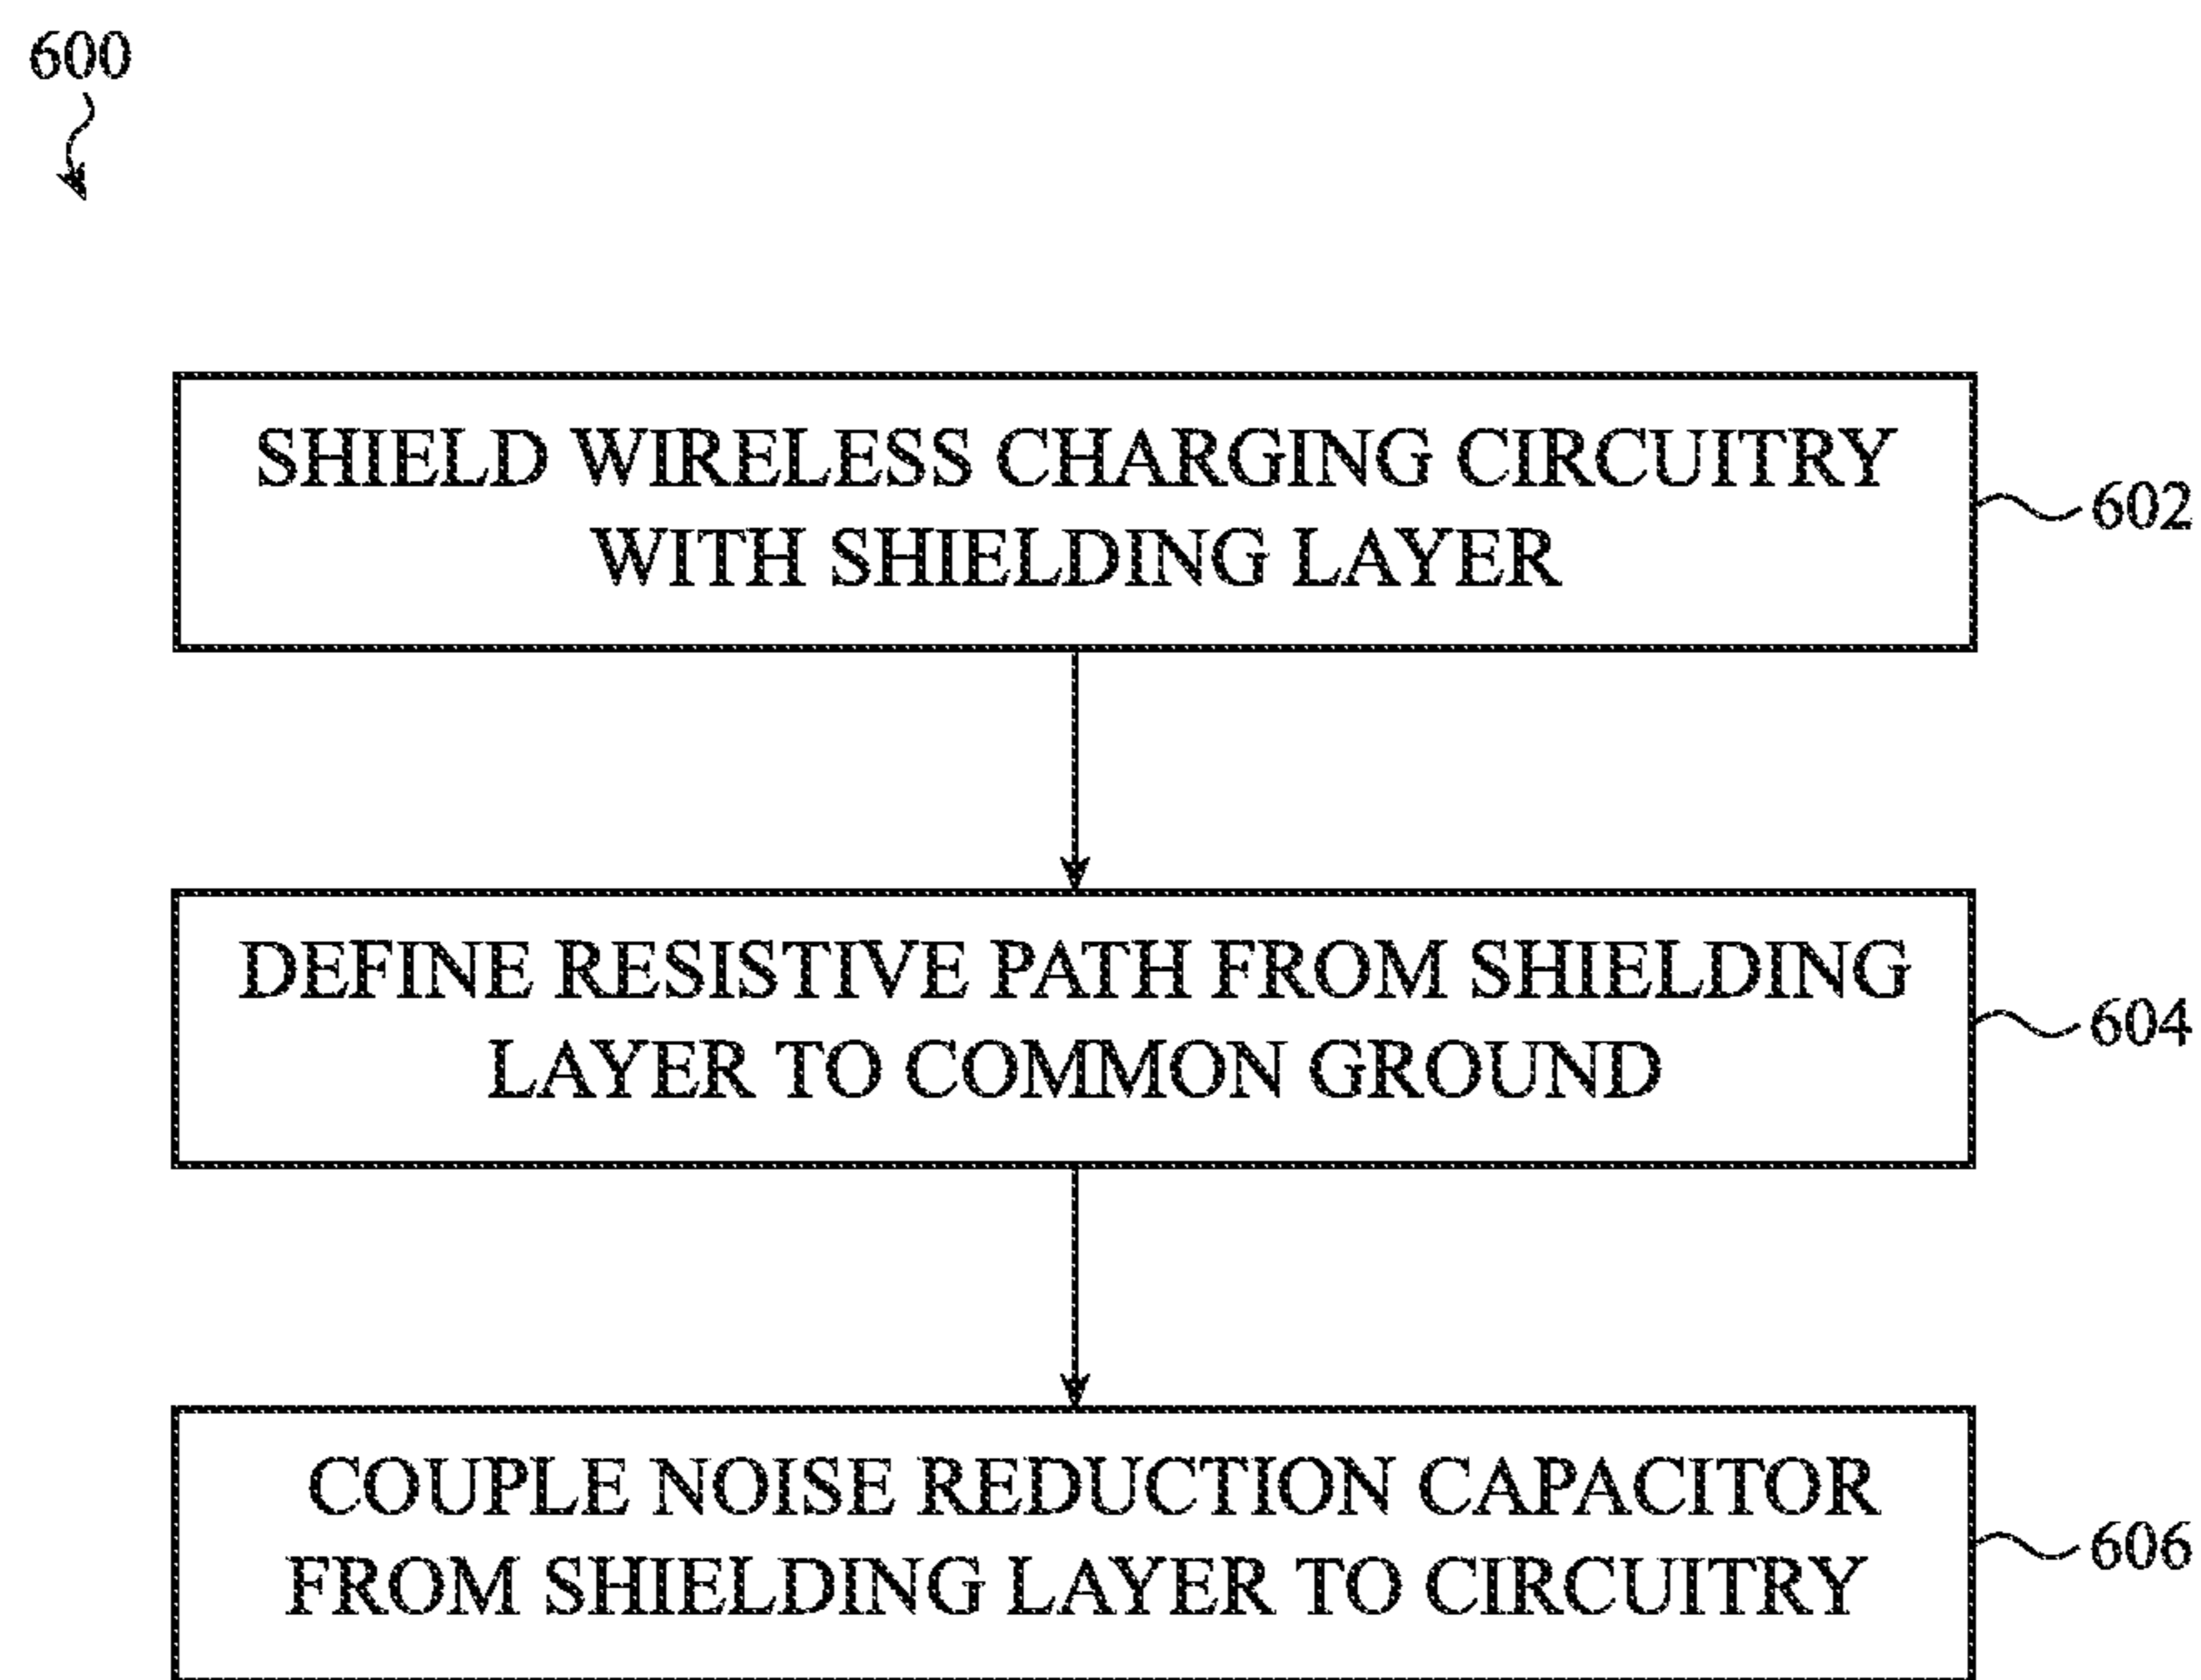 600
SHIELD WIRELESS CHARGING CIRCUITRY
WITH SHIELDING LAYER
602
DEFINE RESISTIVE PATH FROM SHIELDING
LAYER TO COMMON GROUND
604
COUPLE NOISE REDUCTION CAPACITOR
FROM SHIELDING LAYER TO CIRCUITRY
606